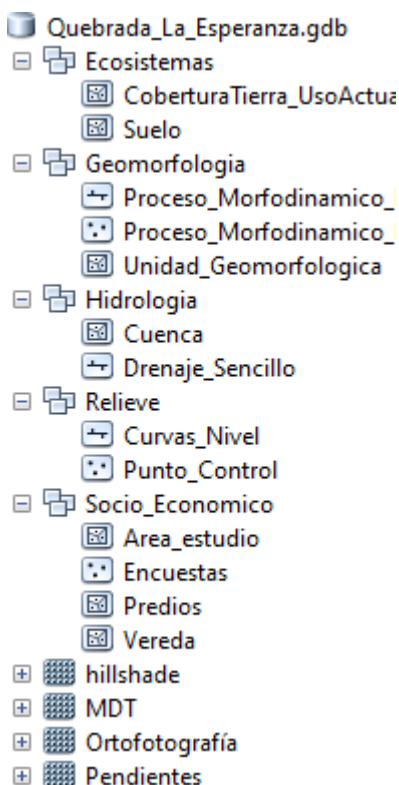 Quebrada_La_Esperanza.gdb
Ecosistemas
CoberturaTierra_UsoActua
Suelo
Geomorfologia
Proceso_Morfodinamico_
Proceso_Morfodinamico_
Unidad_Geomorfologica
Hidrologia
Cuenca
Drenaje_Sencillo
Relieve
Curvas_Nivel
Punto_Control
Socio_Economico
Area_estudio
Encuestas
Predios
Vereda
hillshade
MDT
Ortofotografía
Pendientes